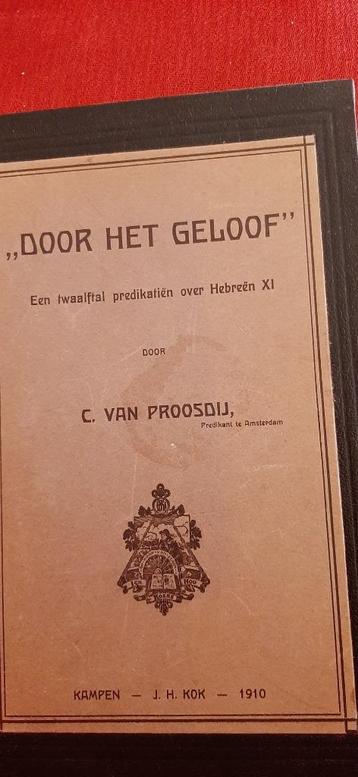 „DOOR HET GELOOF”
Een twaalftal predikatiën over Hebreën XI
DOOR
C. VAN PROOSDIJ,
Predikant te Amsterdam
KAMPEN — J. H. KOK — 1910